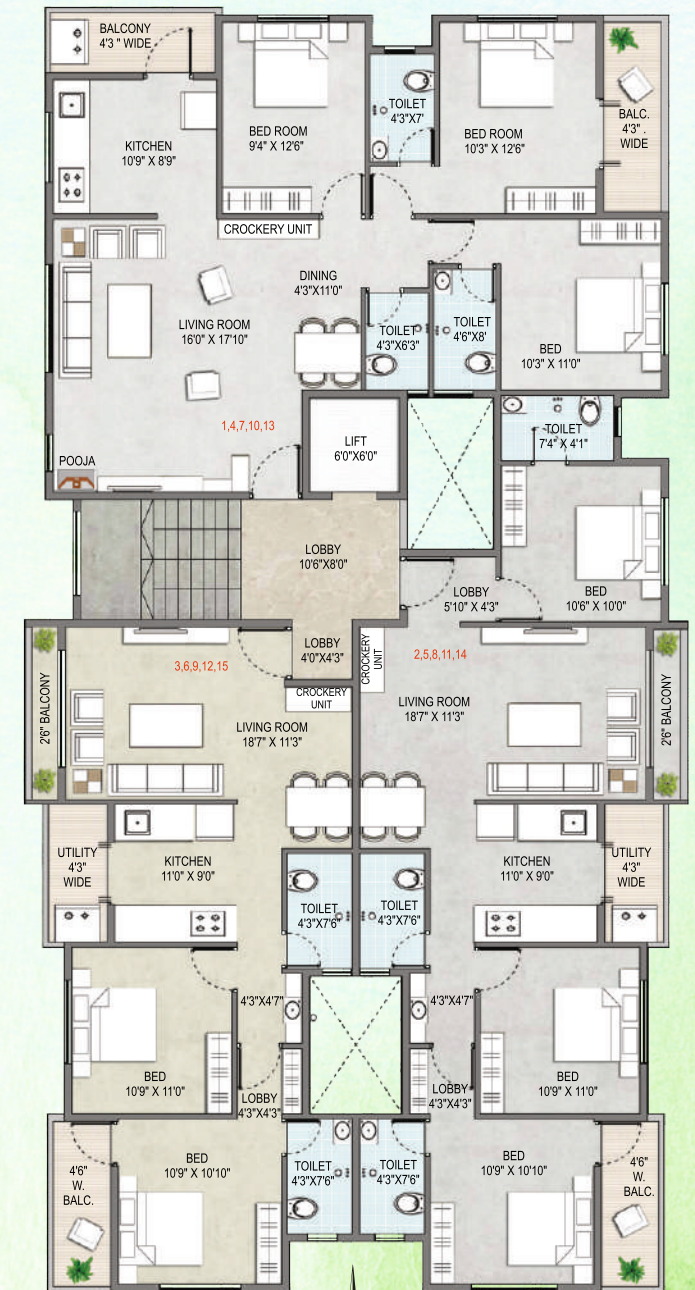 BALCONY
4'3 " WIDE
KITCHEN
10'9" X 8'9"
BED ROOM
9'4" X 12'6"
TOILET
4'3"X7'
BED ROOM
10'3" X 12'6"
BALC.
4'3" .
WIDE
CROCKERY UNIT
DINING
4'3"X11'0"
LIVING ROOM
16'0" X 17'10"
TOILET
4'3"X6'3"
TOILET
4'6"X8'
BED
10'3" X 11'0"
1,4,7,10,13
POOJA
LIFT
6'0"X6'0"
TOILET
7'4" X 4'1"
LOBBY
10'6"X8'0"
LOBBY
5'10" X 4'3"
BED
10'6" X 10'0"
2'6" BALCONY
3,6,9,12,15
LOBBY
4'0"X4'3"
CROCKERY
UNIT
LIVING ROOM
18'7" X 11'3"
CROCKERY
UNIT
2,5,8,11,14
LIVING ROOM
18'7" X 11'3"
2'6" BALCONY
UTILITY
4'3"
WIDE
KITCHEN
11'0" X 9'0"
TOILET
4'3"X7'6"
TOILET
4'3"X7'6"
KITCHEN
11'0" X 9'0"
UTILITY
4'3"
WIDE
4'3"X4'7"
4'3"X4'7"
BED
10'9" X 11'0"
LOBBY
4'3"X4'3"
LOBBY
4'3"X4'3"
BED
10'9" X 11'0"
4'6"
W.
BALC.
BED
10'9" X 10'10"
TOILET
4'3"X7'6"
TOILET
4'3"X7'6"
BED
10'9" X 10'10"
4'6"
W.
BALC.